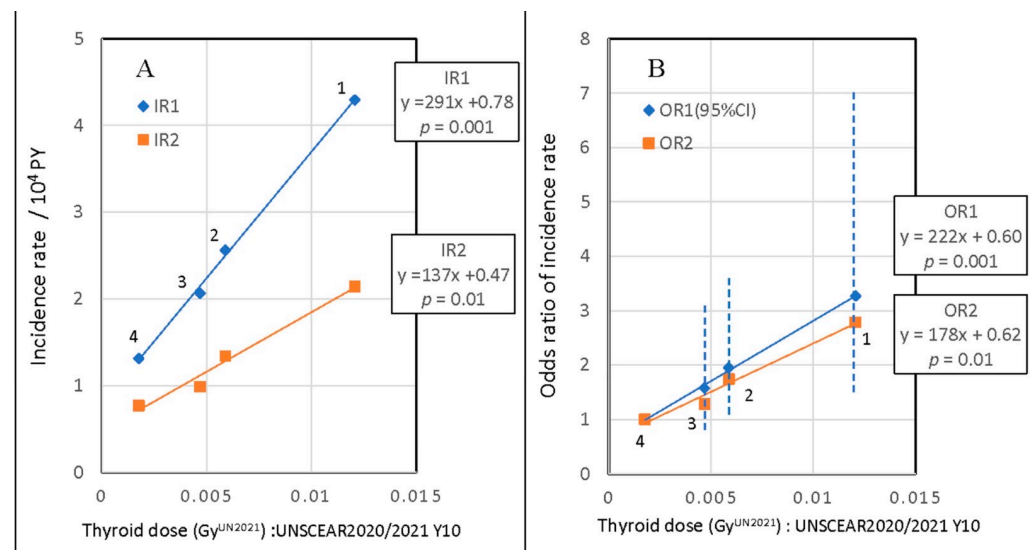 A
IR1
IR2
IR1
y =291x +0.78
p = 0.001
IR2
y =137x +0.47
p = 0.01
1
2
3
4
5
4
3
2
1
0
0 0.005 0.01 0.015
Incidence rate / 10⁴ PY
Thyroid dose (Gyᵁᴺ²⁰²¹) :UNSCEAR2020/2021 Y10
B
OR1(95%CI)
OR2
OR1
y = 222x + 0.60
p = 0.001
OR2
y = 178x + 0.62
p = 0.01
1
2
3
4
8
7
6
5
4
3
2
1
0
0 0.005 0.01 0.015
Odds ratio of incidence rate
Thyroid dose (Gyᵁᴺ²⁰²¹) : UNSCEAR2020/2021 Y10